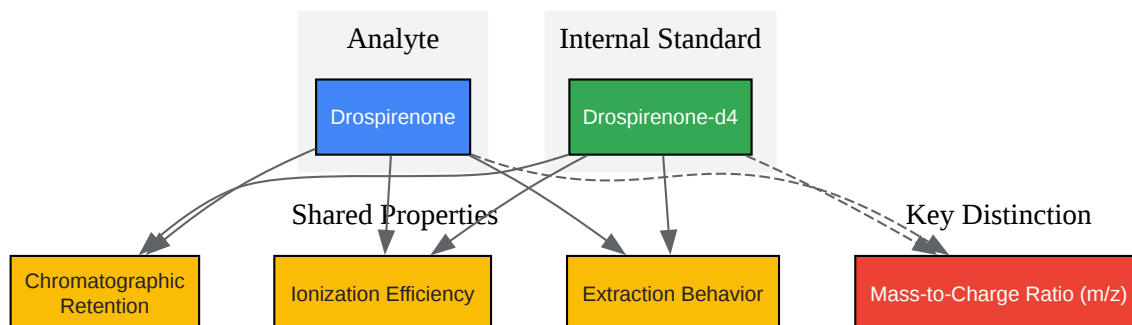 Analyte
Internal Standard
Drospirenone
Drospirenone-d4
Shared Properties
Key Distinction
Chromatographic
Retention
Ionization Efficiency
Extraction Behavior
Mass-to-Charge Ratio (m/z)